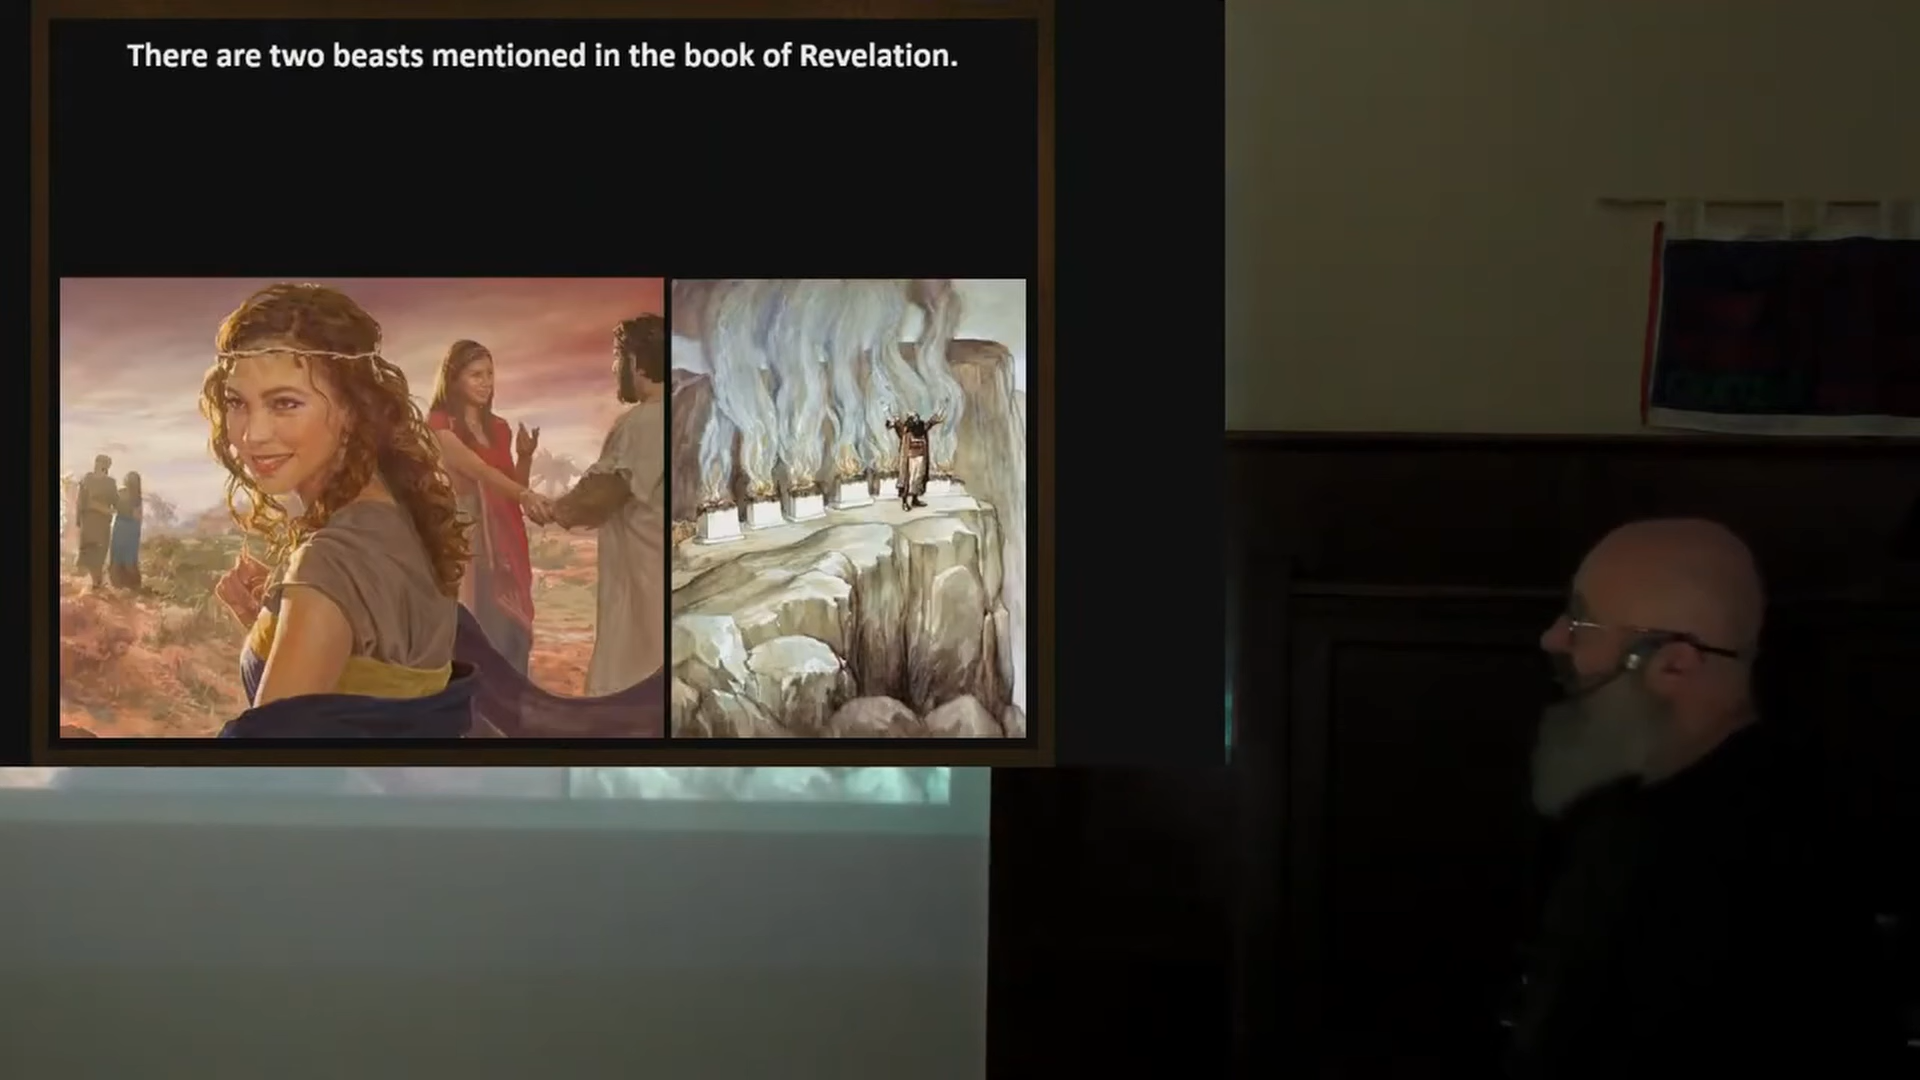 There are two beasts mentioned in the book of Revelation.